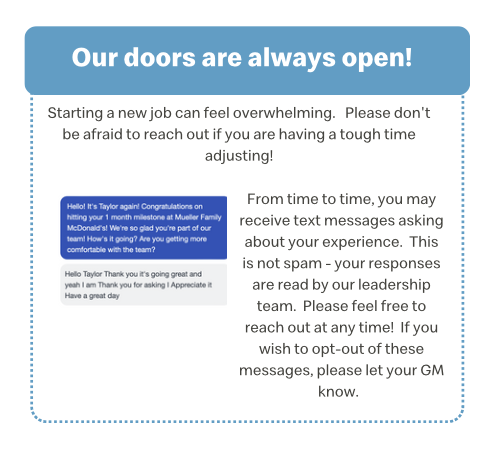 Our doors are always open!
Starting a new job can feel overwhelming.   Please don't
be afraid to reach out if you are having a tough time
adjusting!
Hello! It's Taylor again! Congratulations on
hitting your 1 month milestone at Mueller Family
McDonald's! We're so glad you're part of our
team! How's it going? Are you getting more
comfortable with the team?
Hello Taylor Thank you it's going great and
yeah I am Thank you for asking I Appreciate it
Have a great day
From time to time, you may
receive text messages asking
about your experience.  This
is not spam - your responses
are read by our leadership
team.  Please feel free to
reach out at any time!  If you
wish to opt-out of these
messages, please let your GM
know.